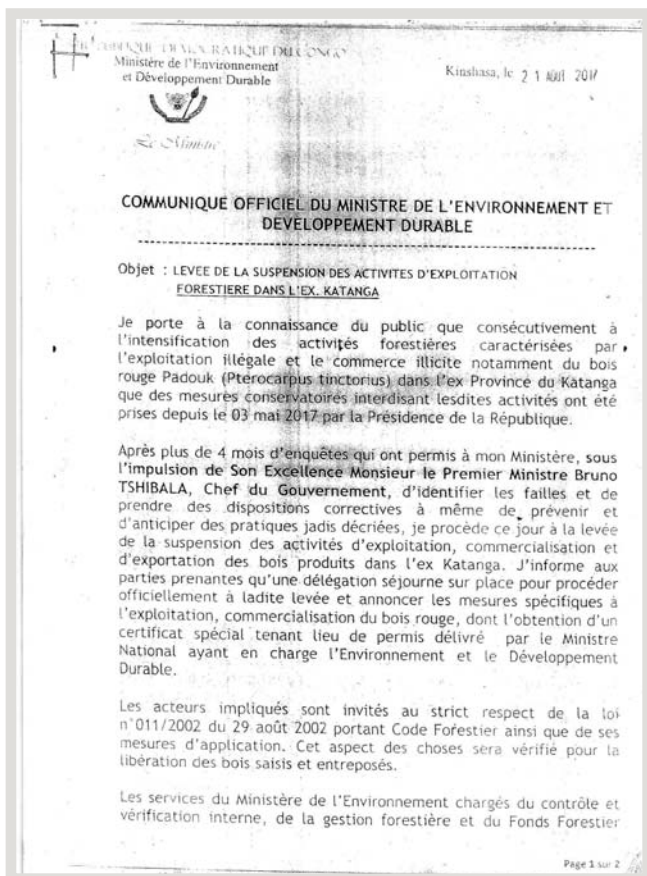 REPUBLIQUE DEMOCRATIQUE DU CONGO
Ministère de l'Environnement
et Développement Durable
Kinshasa, le 21 AOUT 2017
Le Ministre
COMMUNIQUE OFFICIEL DU MINISTRE DE L'ENVIRONNEMENT ET
DEVELOPPEMENT DURABLE
Objet : LEVEE DE LA SUSPENSION DES ACTIVITES D'EXPLOITATION
FORESTIERE DANS L'EX. KATANGA
Je porte à la connaissance du public que consécutivement à
l'intensification des activités forestières caractérisées par
l'exploitation illégale et le commerce illicite notamment du bois
rouge Padouk (Pterocarpus tinctorius) dans l'ex Province du Katanga
que des mesures conservatoires interdisant lesdites activités ont été
prises depuis le 03 mai 2017 par la Présidence de la République.
Après plus de 4 mois d'enquêtes qui ont permis à mon Ministère, sous
l'impulsion de Son Excellence Monsieur le Premier Ministre Bruno
TSHIBALA, Chef du Gouvernement, d'identifier les failles et de
prendre des dispositions correctives à même de prévenir et
d'anticiper des pratiques jadis décriées, je procède ce jour à la levée
de la suspension des activités d'exploitation, commercialisation et
d'exportation des bois produits dans l'ex Katanga. J'informe aux
parties prenantes qu'une délégation séjourne sur place pour procéder
officiellement à ladite levée et annoncer les mesures spécifiques à
l'exploitation, commercialisation du bois rouge, dont l'obtention d'un
certificat spécial tenant lieu de permis délivré par le Ministre
National ayant en charge l'Environnement et le Développement
Durable.
Les acteurs impliqués sont invités au strict respect de la loi
n°011/2002 du 29 août 2002 portant Code Forestier ainsi que de ses
mesures d'application. Cet aspect des choses sera vérifié pour la
libération des bois saisis et entreposés.
Les services du Ministère de l'Environnement chargés du contrôle et
vérification interne, de la gestion forestière et du Fonds Forestier
Page 1 sur 2